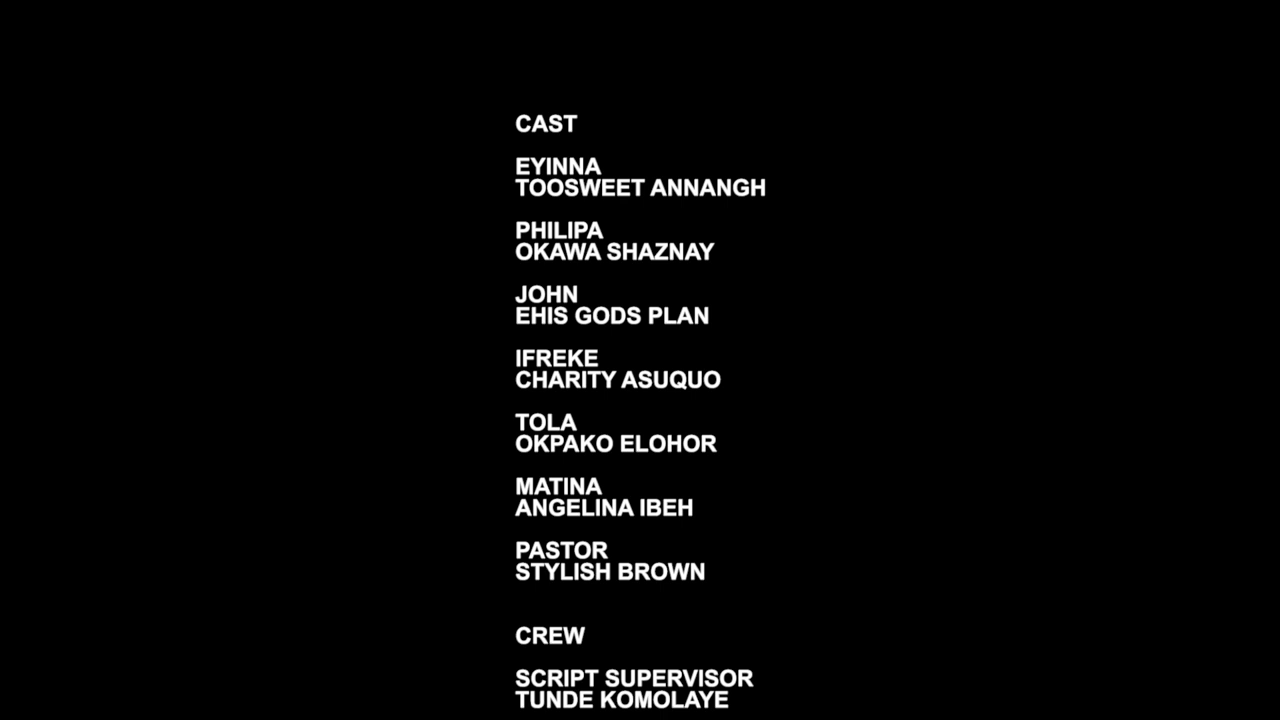 CAST
EYINNA
TOOSWEET ANNANGH
PHILIPA
OKAWA SHAZNAY
JOHN
EHIS GODS PLAN
IFREKE
CHARITY ASUQUO
TOLA
OKPAKO ELOHOR
MATINA
ANGELINA IBEH
PASTOR
STYLISH BROWN
CREW
SCRIPT SUPERVISOR
TUNDE KOMOLAYE